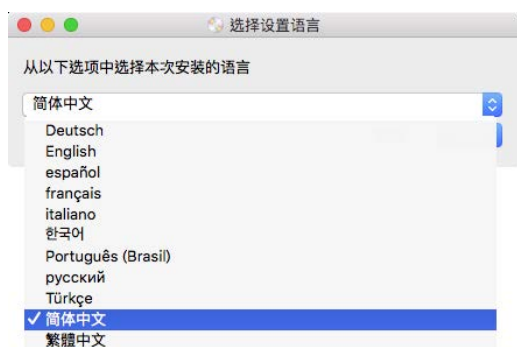 选择设置语言
从以下选项中选择本次安装的语言
简体中文
Deutsch
English
español
français
italiano
한국어
Português (Brasil)
русский
Türkçe
✓ 简体中文
繁體中文